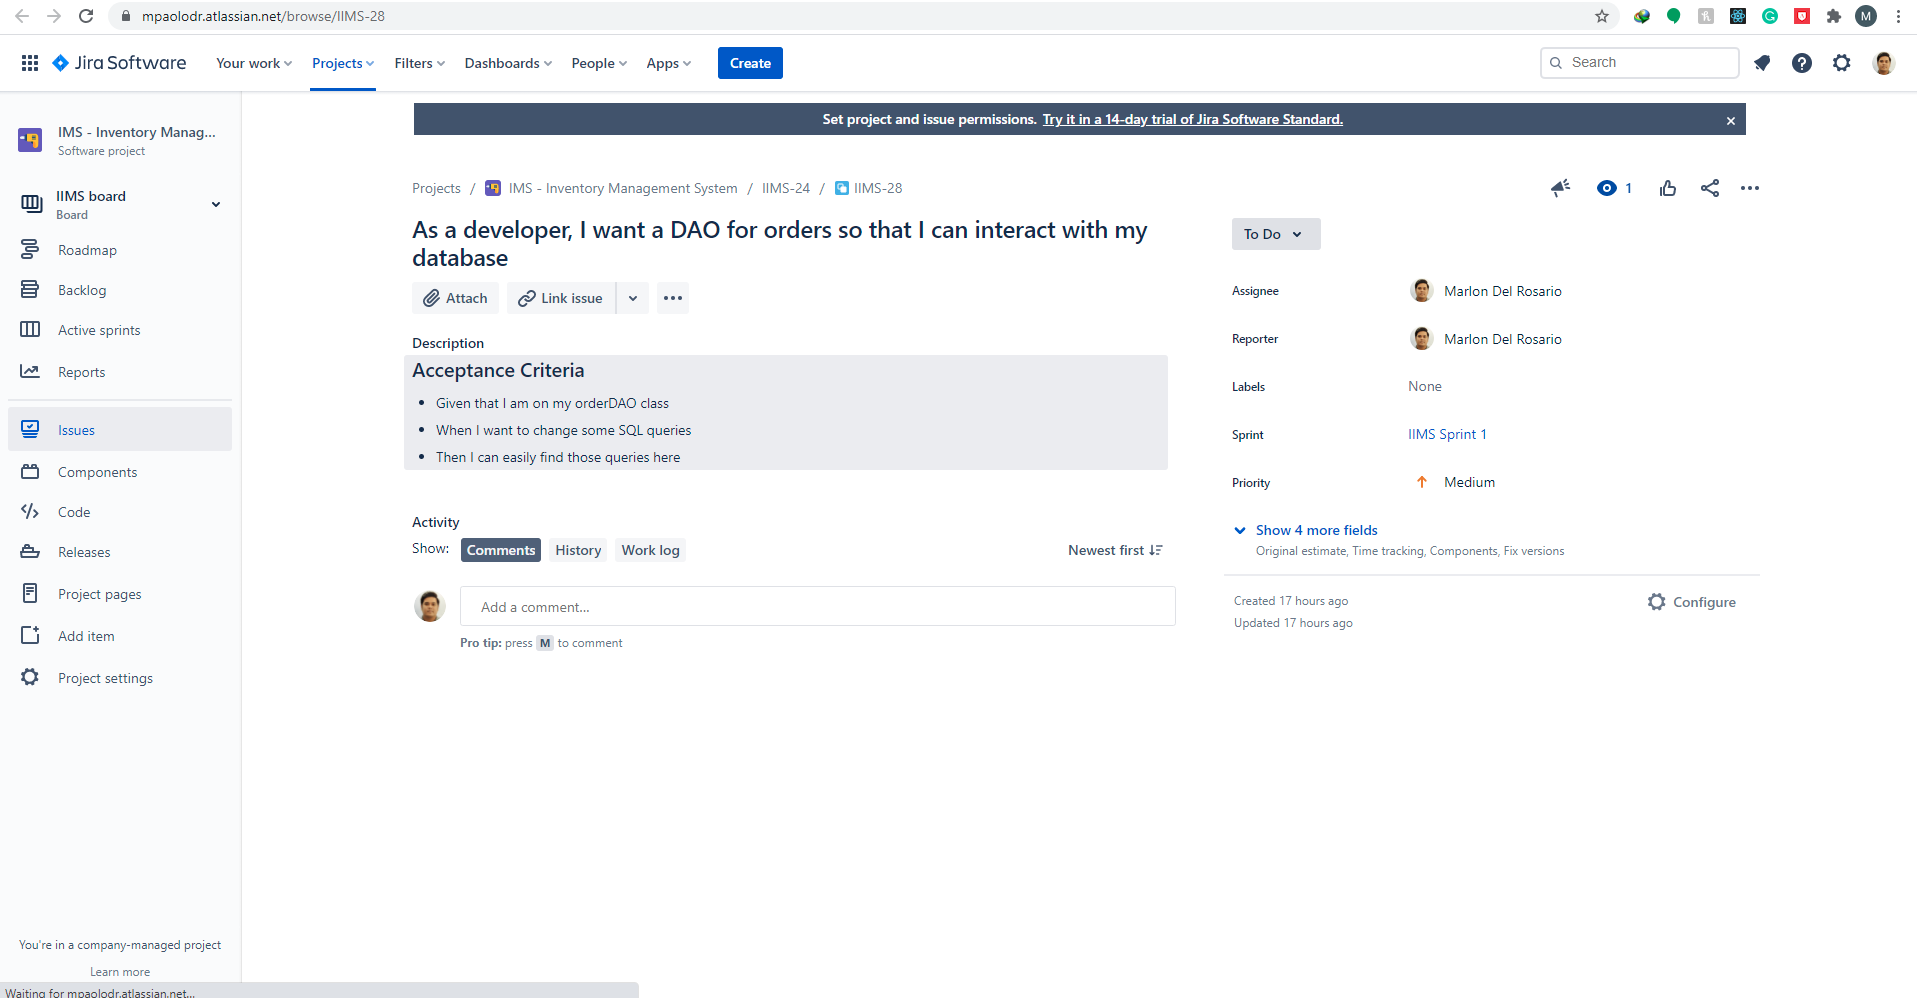 mpaolodr.atlassian.net/browse/IIMS-28
M
Jira Software
Your work
Projects
Filters
Dashboards
People
Apps
Create
Search
IMS - Inventory Manag...
Software project
IIMS board
Board
Roadmap
Backlog
Active sprints
Reports
Issues
Components
Code
Releases
Project pages
Add item
Project settings
You're in a company-managed project
Learn more
Waiting for mpaolodr.atlassian.net...
Set project and issue permissions. Try it in a 14-day trial of Jira Software Standard.
Projects / IMS - Inventory Management System / IIMS-24 / IIMS-28
1
As a developer, I want a DAO for orders so that I can interact with my
database
Attach
Link issue
Description
Acceptance Criteria
• Given that I am on my orderDAO class
• When I want to change some SQL queries
• Then I can easily find those queries here
Activity
Show: Comments History Work log
Newest first
Add a comment...
Pro tip: press M to comment
To Do
Assignee
Marlon Del Rosario
Reporter
Marlon Del Rosario
Labels
None
Sprint
IIMS Sprint 1
Priority
Medium
Show 4 more fields
Original estimate, Time tracking, Components, Fix versions
Created 17 hours ago
Updated 17 hours ago
Configure